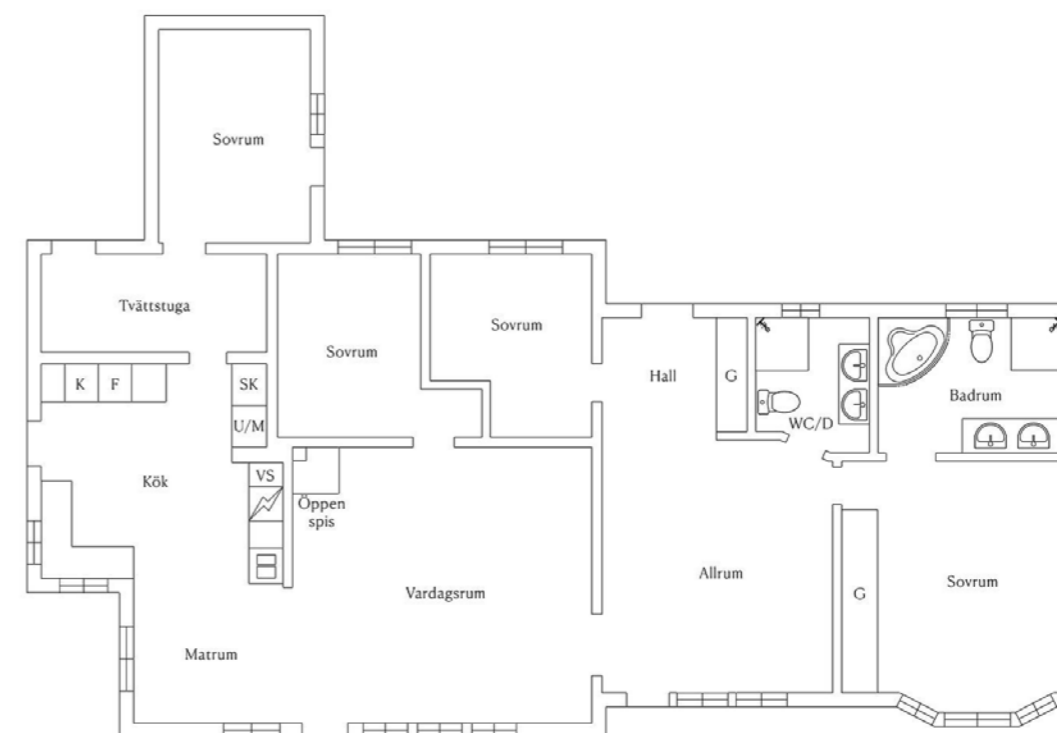 Sovrum
Tvättstuga
Sovrum
Sovrum
Hall
G
K
F
SK
U/M
WC/D
Badrum
Kök
VS
Öppen
spis
Vardagsrum
Allrum
G
Sovrum
Matrum